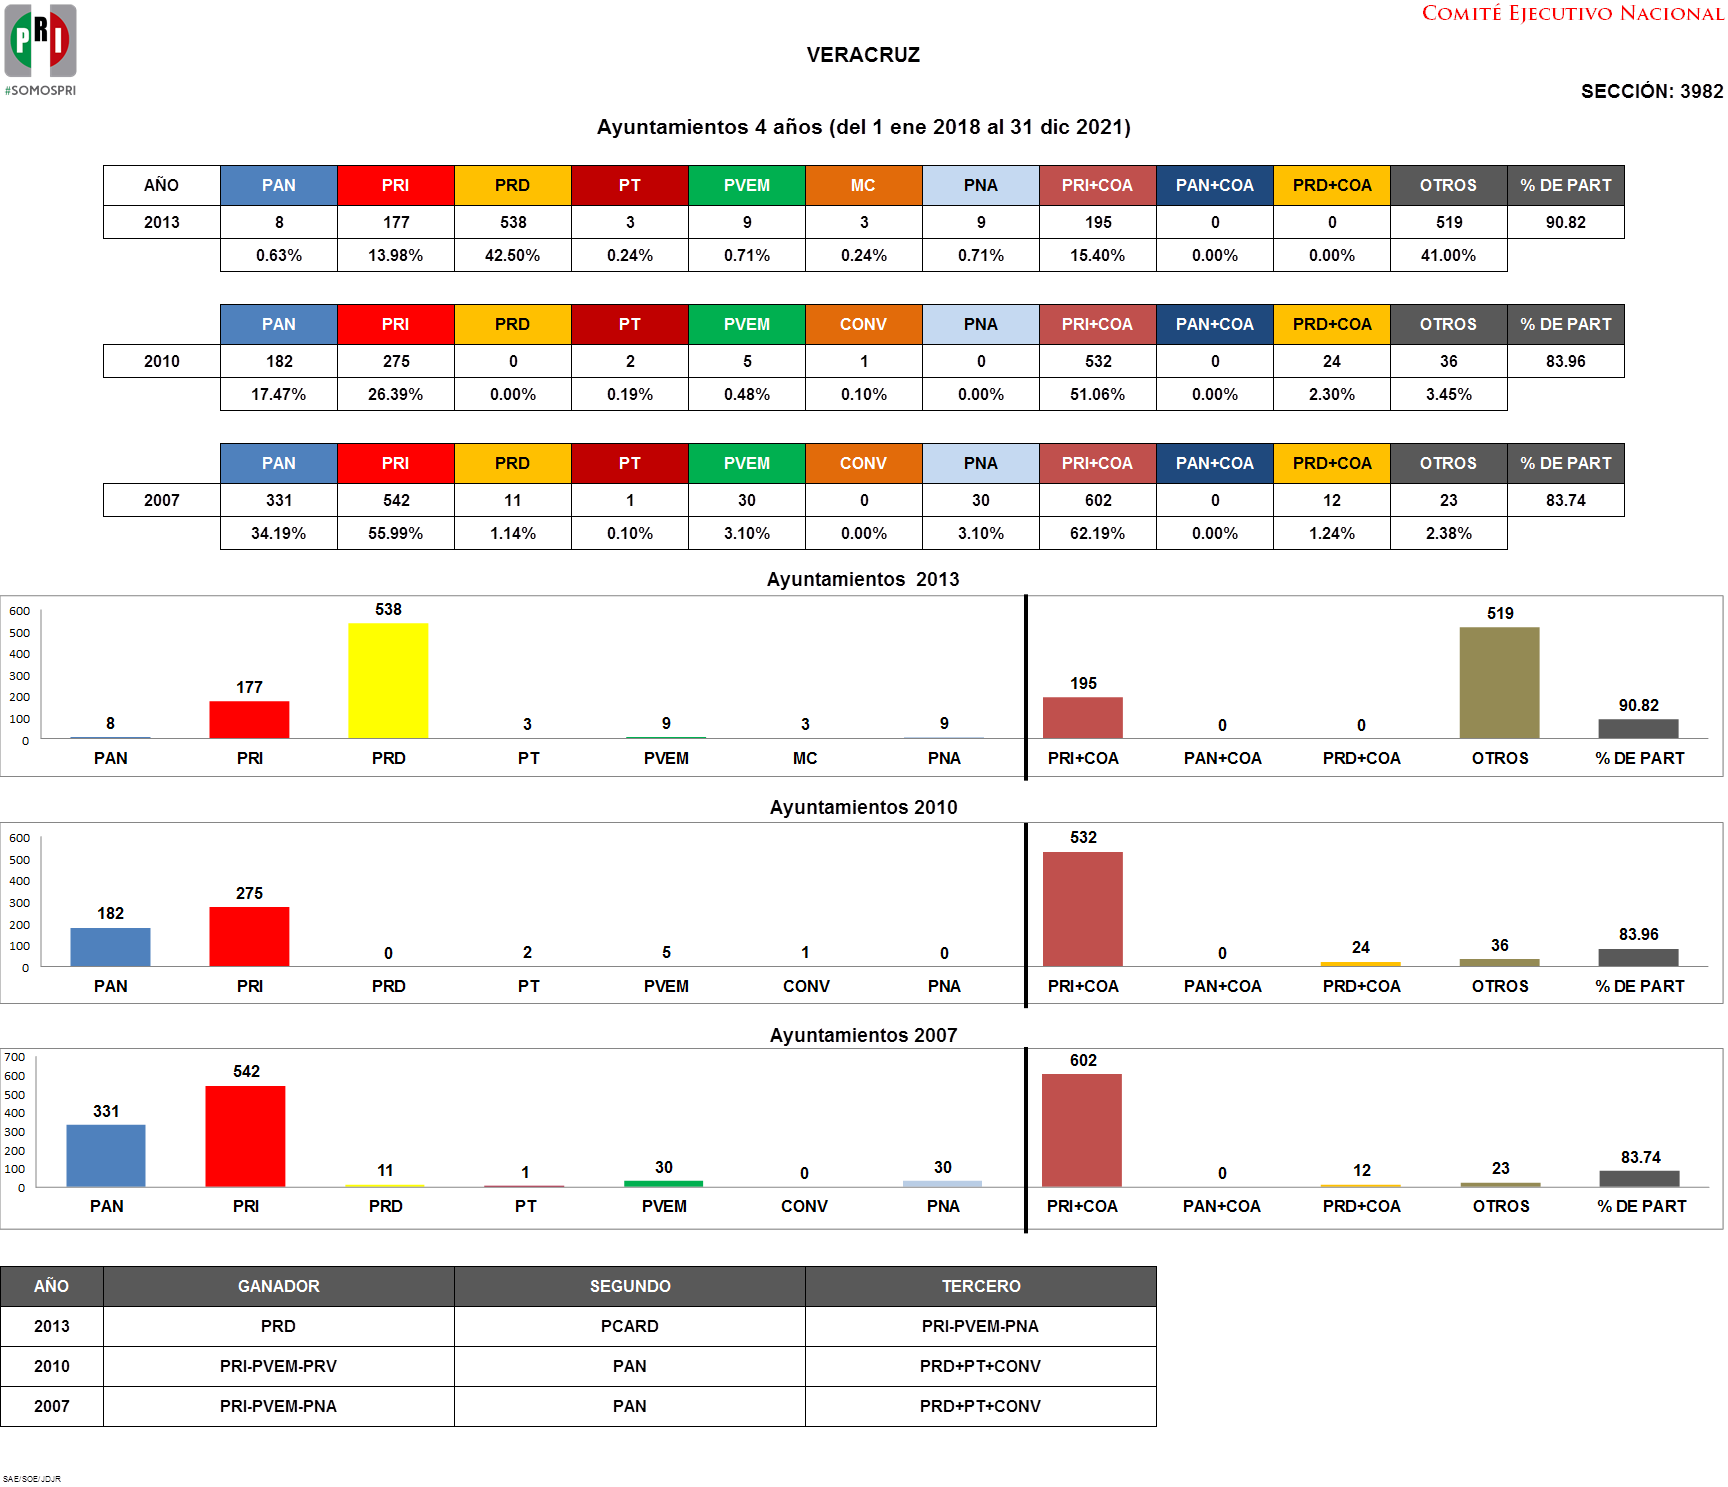 PRI
#SOMOSPRI
COMITÉ EJECUTIVO NACIONAL
VERACRUZ
SECCIÓN: 3982
Ayuntamientos 4 años (del 1 ene 2018 al 31 dic 2021)
AÑO PAN PRI PRD PT PVEM MC PNA PRI+COA PAN+COA PRD+COA OTROS % DE PART
2013 8 177 538 3 9 3 9 195 0 0 519 90.82
0.63% 13.98% 42.50% 0.24% 0.71% 0.24% 0.71% 15.40% 0.00% 0.00% 41.00%
PAN PRI PRD PT PVEM CONV PNA PRI+COA PAN+COA PRD+COA OTROS % DE PART
2010 182 275 0 2 5 1 0 532 0 24 36 83.96
17.47% 26.39% 0.00% 0.19% 0.48% 0.10% 0.00% 51.06% 0.00% 2.30% 3.45%
PAN PRI PRD PT PVEM CONV PNA PRI+COA PAN+COA PRD+COA OTROS % DE PART
2007 331 542 11 1 30 0 30 602 0 12 23 83.74
34.19% 55.99% 1.14% 0.10% 3.10% 0.00% 3.10% 62.19% 0.00% 1.24% 2.38%
Ayuntamientos 2013
600
500
400
300
200
100
0
8 177 538 3 9 3 9 195 0 0 519 90.82
PAN PRI PRD PT PVEM MC PNA PRI+COA PAN+COA PRD+COA OTROS % DE PART
Ayuntamientos 2010
600
500
400
300
200
100
0
182 275 0 2 5 1 0 532 0 24 36 83.96
PAN PRI PRD PT PVEM CONV PNA PRI+COA PAN+COA PRD+COA OTROS % DE PART
Ayuntamientos 2007
700
600
500
400
300
200
100
0
331 542 11 1 30 0 30 602 0 12 23 83.74
PAN PRI PRD PT PVEM CONV PNA PRI+COA PAN+COA PRD+COA OTROS % DE PART
AÑO GANADOR SEGUNDO TERCERO
2013 PRD PCARD PRI-PVEM-PNA
2010 PRI-PVEM-PRV PAN PRD+PT+CONV
2007 PRI-PVEM-PNA PAN PRD+PT+CONV
SAE/SOE/JDJR